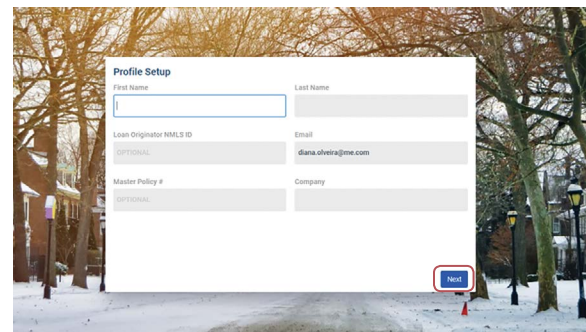 Profile Setup
First Name
Last Name
Loan Originator NMLS ID
Email
OPTIONAL
diana.olveira@me.com
Master Policy #
Company
OPTIONAL
Next